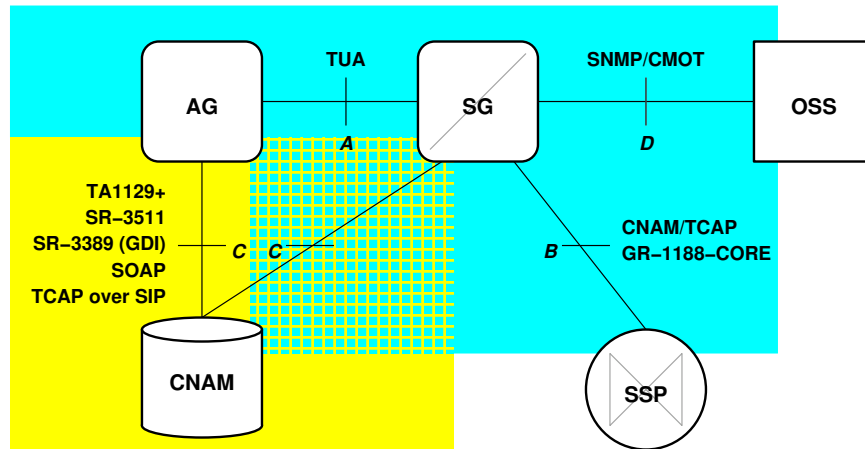 TUA
SNMP/CMOT
AG
SG
OSS
A
D
TA1129+
SR−3511
SR−3389 (GDI)
SOAP
TCAP over SIP
C
C
B
CNAM/TCAP
GR−1188−CORE
CNAM
SSP